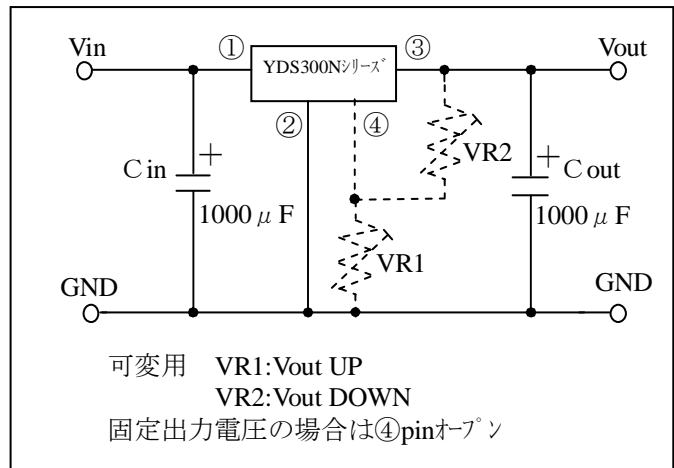 Vin ① YDS300Nｼﾘｰｽﾞ ③ Vout
② ④
VR2
Cin + + Cout
1000μF 1000μF
VR1
GND GND
可変用 VR1:Vout UP
VR2:Vout DOWN
固定出力電圧の場合は④pinｵｰﾌﾟﾝ